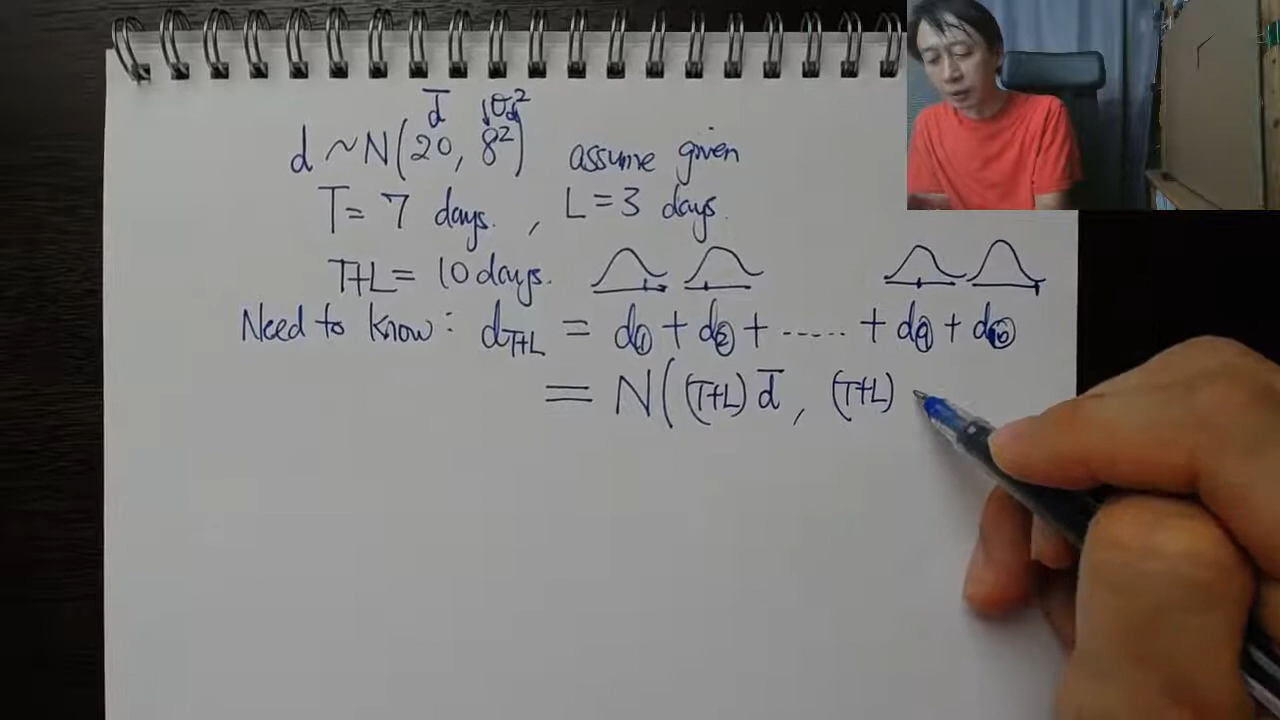 d̄ σd²
d ~ N(20, 8²) assume given
T = 7 days. , L = 3 days.
T+L = 10 days.
Need to know: dT+L = d① + d② + ..... + d⑨ + d⑩
= N((T+L) d̄, (T+L)